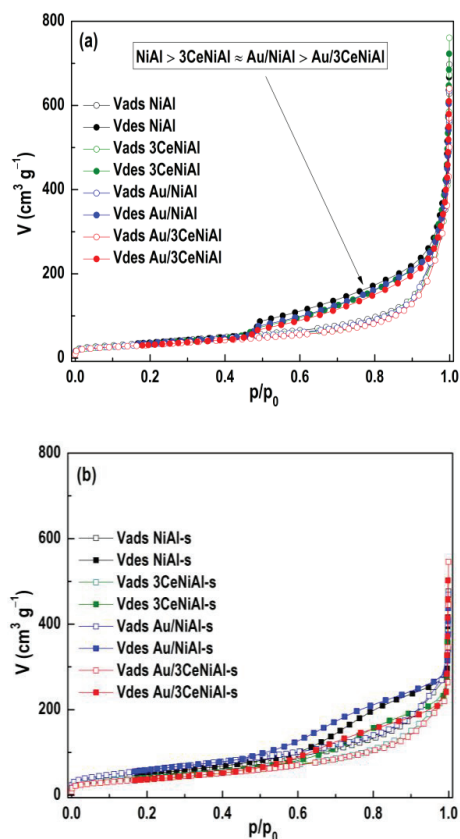 (a)
NiAl > 3CeNiAl ≈ Au/NiAl > Au/3CeNiAl
Vads NiAl
Vdes NiAl
Vads 3CeNiAl
Vdes 3CeNiAl
Vads Au/NiAl
Vdes Au/NiAl
Vads Au/3CeNiAl
Vdes Au/3CeNiAl
V (cm³ g⁻¹)
800
600
400
200
0
0.0 0.2 0.4 0.6 0.8 1.0
p/p₀
(b)
Vads NiAl-s
Vdes NiAl-s
Vads 3CeNiAl-s
Vdes 3CeNiAl-s
Vads Au/NiAl-s
Vdes Au/NiAl-s
Vads Au/3CeNiAl-s
Vdes Au/3CeNiAl-s
V (cm³ g⁻¹)
800
600
400
200
0
0.0 0.2 0.4 0.6 0.8 1.0
p/p₀